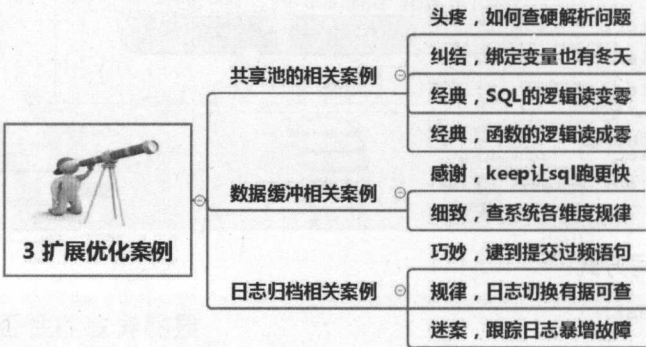 3 扩展优化案例
共享池的相关案例
头疼，如何查硬解析问题
纠结，绑定变量也有冬天
经典，SQL的逻辑读变零
经典，函数的逻辑读成零
数据缓冲相关案例
感谢，keep让sql跑更快
细致，查系统各维度规律
日志归档相关案例
巧妙，逮到提交过频语句
规律，日志切换有据可查
迷案，跟踪日志暴增故障